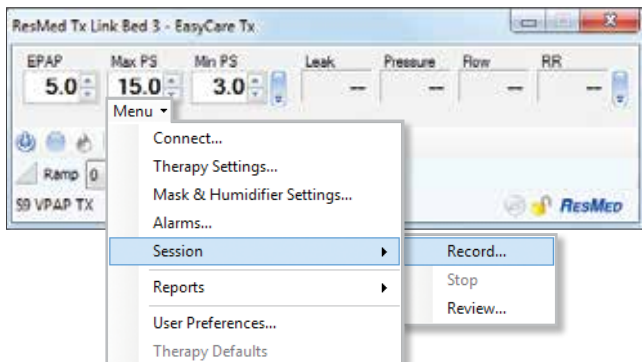 ResMed Tx Link Bed 3 - EasyCare Tx
EPAP Max PS Min PS Leak Pressure Flow RR
5.0 15.0 3.0 -- -- -- --
Menu
Connect...
Ramp 0
Therapy Settings...
Mask & Humidifier Settings...
S9 VPAP TX
RESMED
Alarms...
Session
Record...
Stop
Reports
Review...
User Preferences...
Therapy Defaults